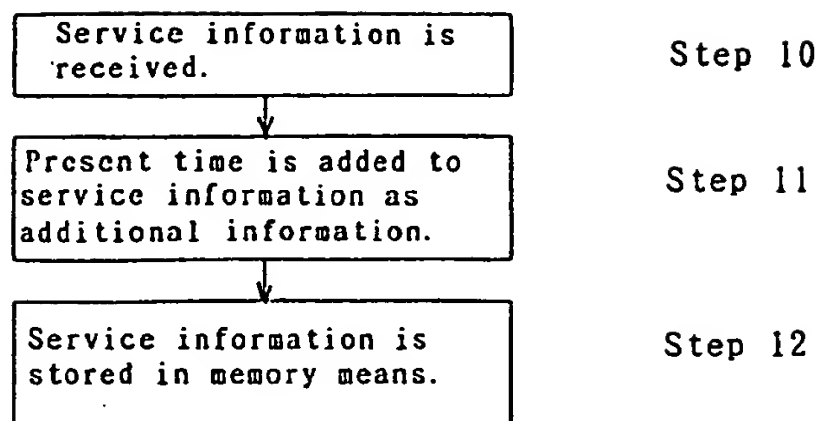 Service information is
received.
Step 10
Present time is added to
service information as
additional information.
Step 11
Service information is
stored in memory means.
Step 12